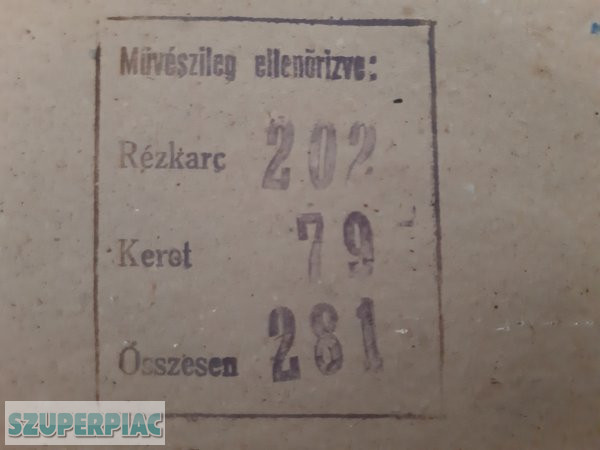 Művészileg ellenőrizve:
Rézkarc 202
Keret 79
Összesen 281
SZUPERPIAC